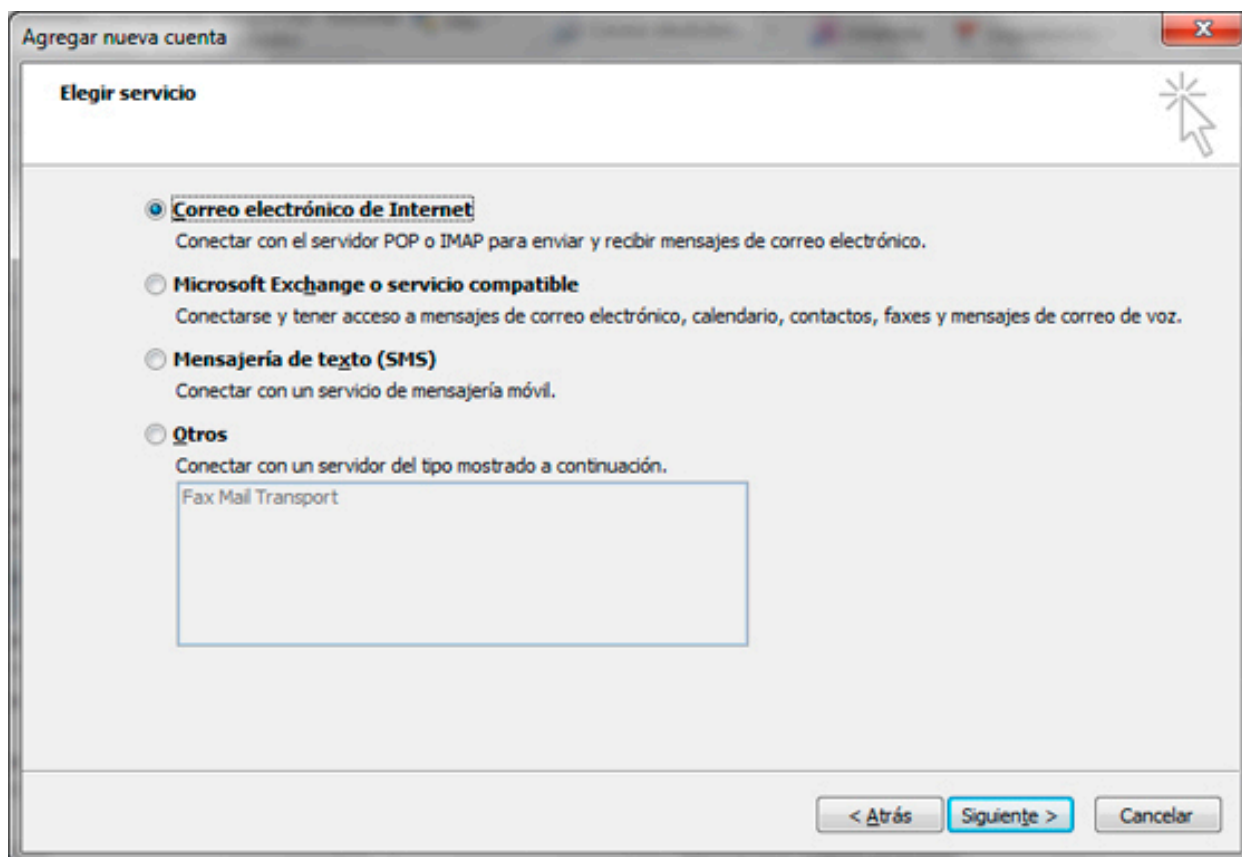 Agregar nueva cuenta
Elegir servicio
Correo electrónico de Internet
Conectar con el servidor POP o IMAP para enviar y recibir mensajes de correo electrónico.
Microsoft Exchange o servicio compatible
Conectarse y tener acceso a mensajes de correo electrónico, calendario, contactos, faxes y mensajes de correo de voz.
Mensajería de texto (SMS)
Conectar con un servicio de mensajería móvil.
Otros
Conectar con un servidor del tipo mostrado a continuación.
Fax Mail Transport
< Atrás
Siguiente >
Cancelar